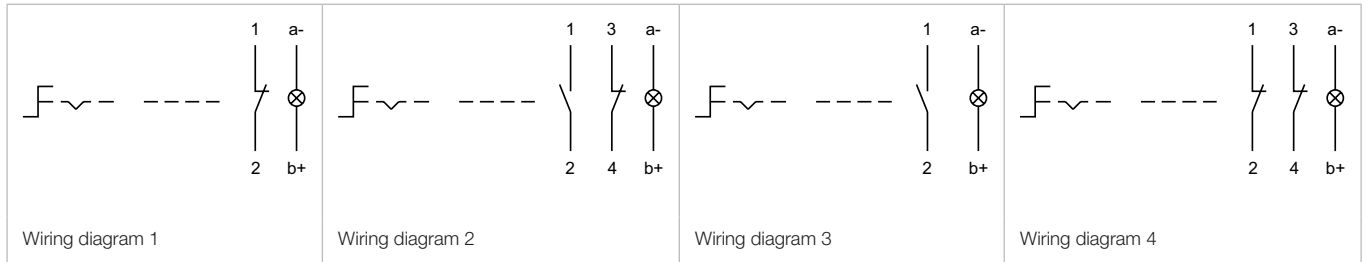 1 a-
2 b+
Wiring diagram 1
1 3 a-
2 4 b+
Wiring diagram 2
1 a-
2 b+
Wiring diagram 3
1 3 a-
2 4 b+
Wiring diagram 4